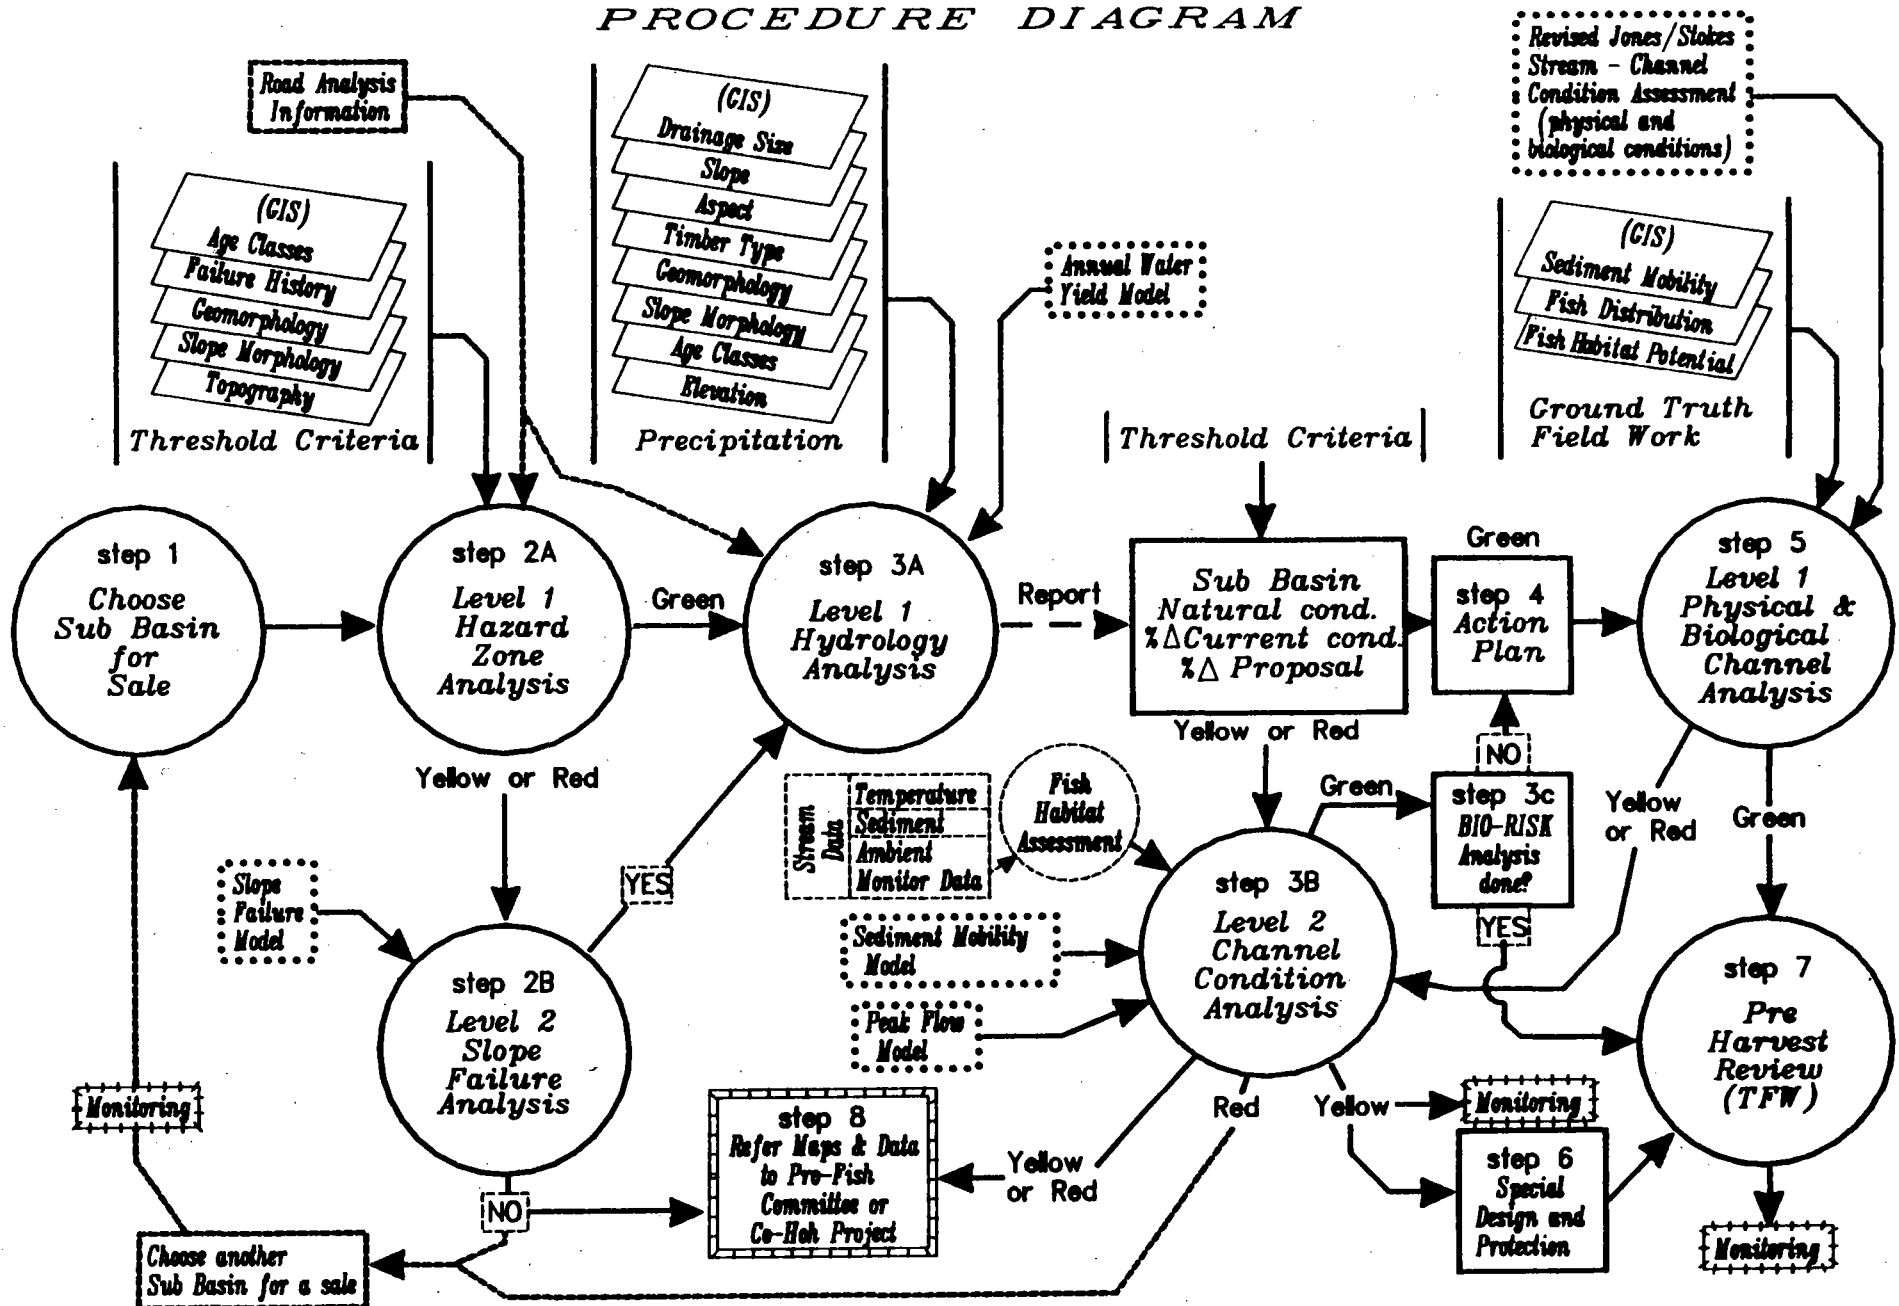 PROCEDURE DIAGRAM
Road Analysis
Information
(GIS)
Age Classes
Failure History
Geomorphology
Slope Morphology
Topography
Threshold Criteria
(GIS)
Drainage Size
Slope
Aspect
Timber Type
Geomorphology
Slope Morphology
Age Classes
Elevation
Precipitation
Annual Water
Yield Model
Threshold Criteria
Revised Jones/Stokes
Stream - Channel
Condition Assessment
(physical and
biological conditions)
(GIS)
Sediment Mobility
Fish Distribution
Fish Habitat Potential
Ground Truth
Field Work
step 1
Choose
Sub Basin
for
Sale
step 2A
Level 1
Hazard
Zone
Analysis
Green
step 3A
Level 1
Hydrology
Analysis
Report
Sub Basin
Natural cond.
%ΔCurrent cond.
%Δ Proposal
Green
step 4
Action
Plan
step 5
Level 1
Physical &
Biological
Channel
Analysis
Yellow or Red
Yellow or Red
NO
step 3c
BIO-RISK
Analysis
done?
YES
Green
Yellow
or Red
Green
Stream
Data
Temperature
Sediment
Ambient
Monitor Data
Fish
Habitat
Assessment
YES
Slope
Failure
Model
step 2B
Level 2
Slope
Failure
Analysis
Sediment Mobility
Model
Peak Flow
Model
step 3B
Level 2
Channel
Condition
Analysis
step 7
Pre
Harvest
Review
(TFW)
Monitoring
NO
step 8
Refer Maps & Data
to Pro-Fish
Committee or
Co-Hoh Project
Yellow
or Red
Red
Yellow
Monitoring
step 6
Special
Design and
Protection
Monitoring
Choose another
Sub Basin for a sale